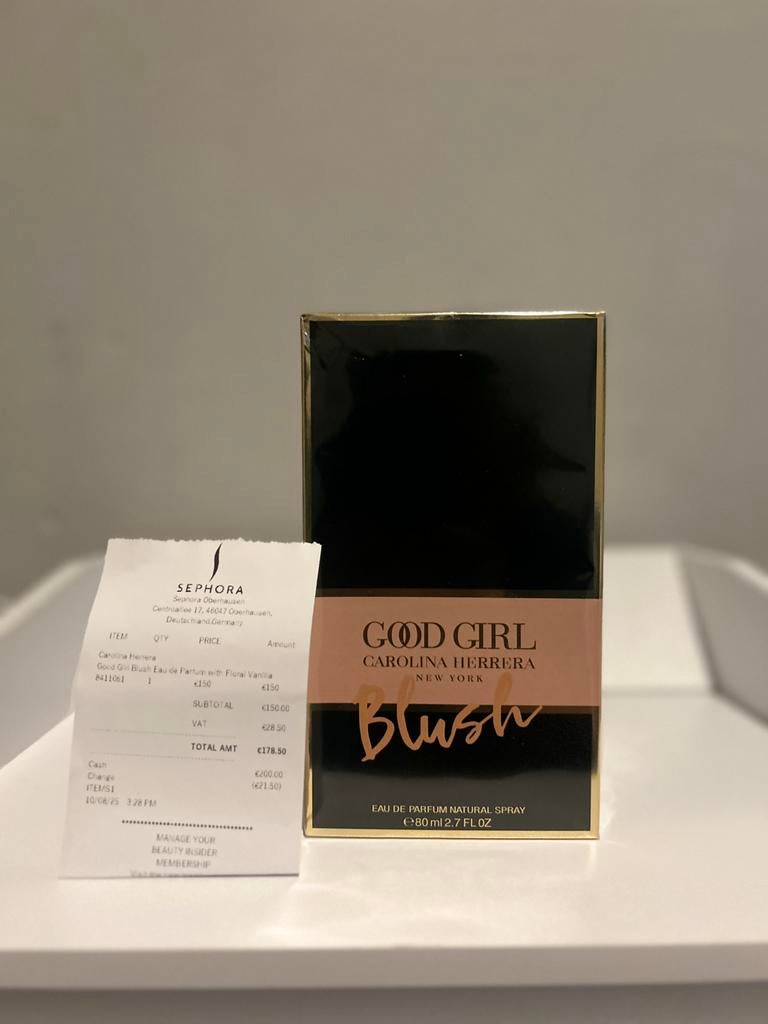 SEPHORA
Sephora Oberhausen
Centroallee 17, 46047 Oberhausen,
Deutschland,Germany
ITEM QTY PRICE Amount
Carolina Herrera
Good Girl Blush Eau de Parfum with Floral Vanilla
8411061 1 €150 €150
SUBTOTAL €150.00
VAT €28.50
TOTAL AMT €178.50
Cash €200.00
Change (€21.50)
ITEMS1
10/08/25 3:28 PM
MANAGE YOUR
BEAUTY INSIDER
MEMBERSHIP
Visit the
GOOD GIRL
CAROLINA HERRERA
NEW YORK
Blush
EAU DE PARFUM NATURAL SPRAY
℮80 ml 2.7 FL OZ